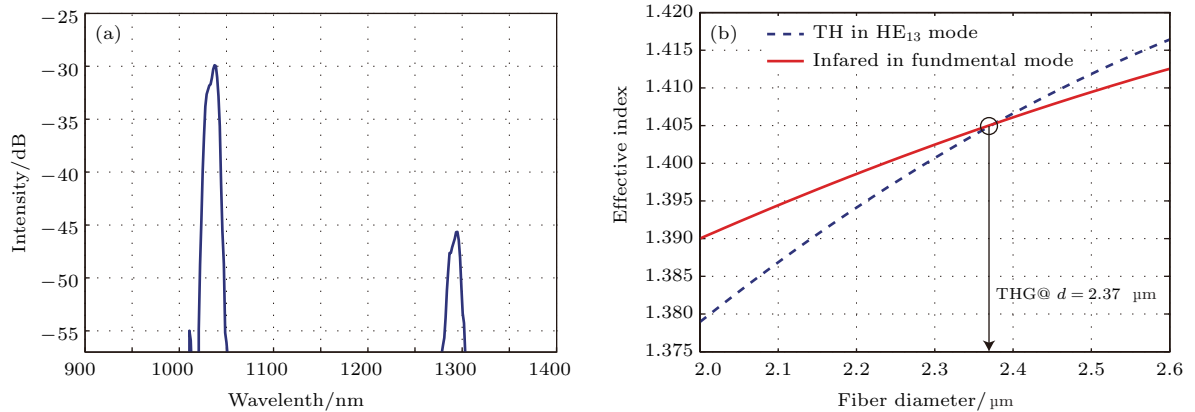 (a)
Intensity/dB
−25
−30
−35
−40
−45
−50
−55
900 1000 1100 1200 1300 1400
Wavelenth/nm
(b)
TH in HE₁₃ mode
Infared in fundmental mode
Effective index
1.420
1.415
1.410
1.405
1.400
1.395
1.390
1.385
1.380
1.375
THG@ d = 2.37 μm
2.0 2.1 2.2 2.3 2.4 2.5 2.6
Fiber diameter/μm